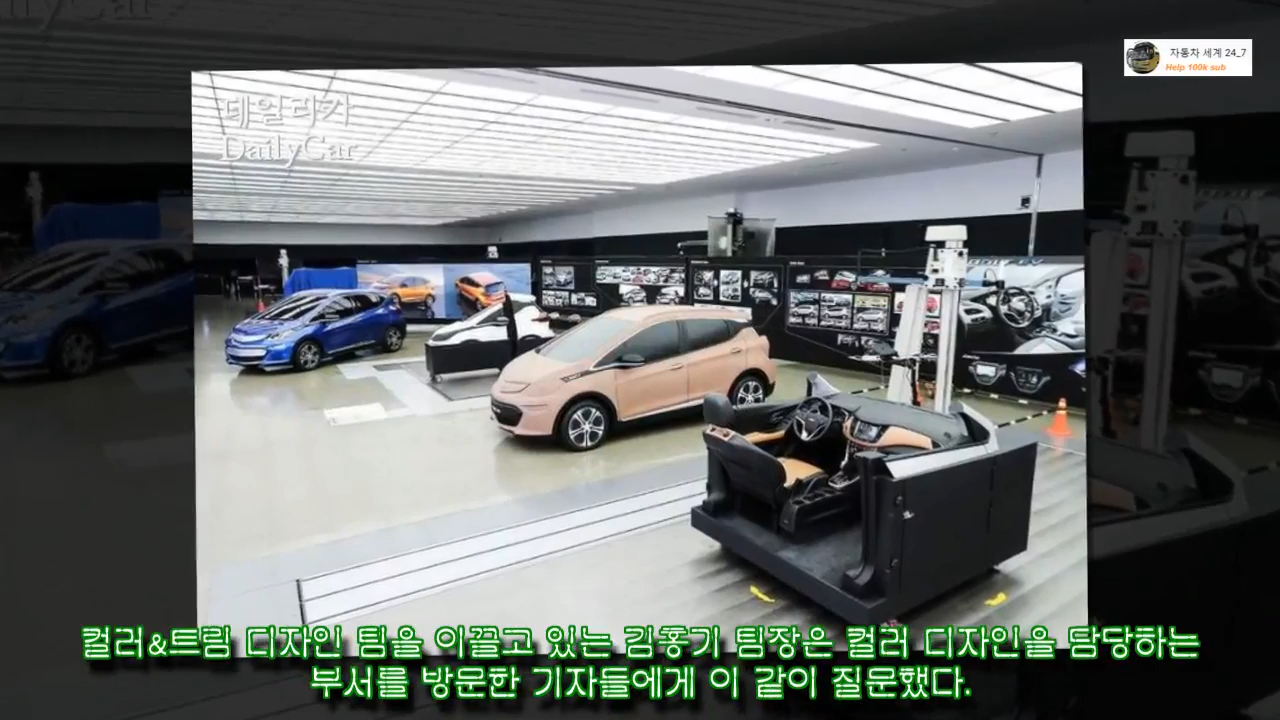 자동차 세계 24_7
Help 100k sub
데일리카
DailyCar
컬러&트림 디자인 팀을 이끌고 있는 김홍기 팀장은 컬러 디자인을 담당하는
부서를 방문한 기자들에게 이 같이 질문했다.